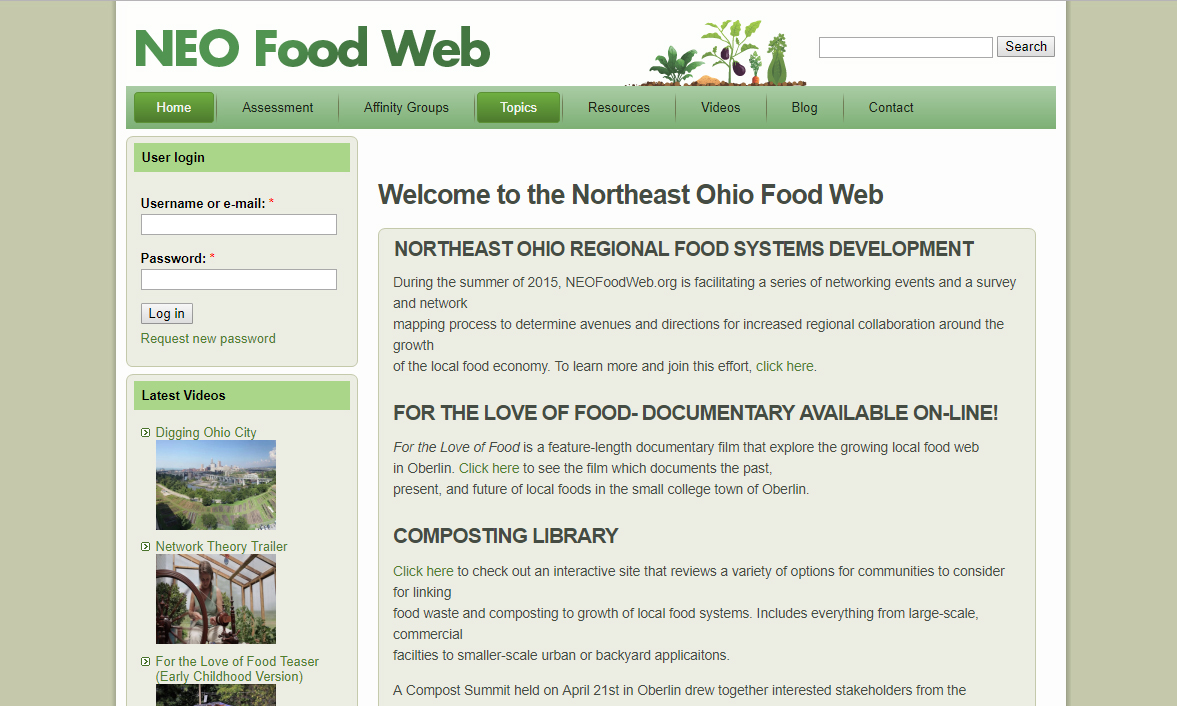 NEO Food Web
Search
Home
Assessment
Affinity Groups
Topics
Resources
Videos
Blog
Contact
User login
Username or e-mail: *
Password: *
Log in
Request new password
Latest Videos
Digging Ohio City
Network Theory Trailer
For the Love of Food Teaser
(Early Childhood Version)
Welcome to the Northeast Ohio Food Web
NORTHEAST OHIO REGIONAL FOOD SYSTEMS DEVELOPMENT
During the summer of 2015, NEOFoodWeb.org is facilitating a series of networking events and a survey
and network
mapping process to determine avenues and directions for increased regional collaboration around the
growth
of the local food economy. To learn more and join this effort, click here.
FOR THE LOVE OF FOOD- DOCUMENTARY AVAILABLE ON-LINE!
For the Love of Food is a feature-length documentary film that explore the growing local food web
in Oberlin. Click here to see the film which documents the past,
present, and future of local foods in the small college town of Oberlin.
COMPOSTING LIBRARY
Click here to check out an interactive site that reviews a variety of options for communities to consider
for linking
food waste and composting to growth of local food systems. Includes everything from large-scale,
commercial
facilties to smaller-scale urban or backyard applicaitons.
A Compost Summit held on April 21st in Oberlin drew together interested stakeholders from the